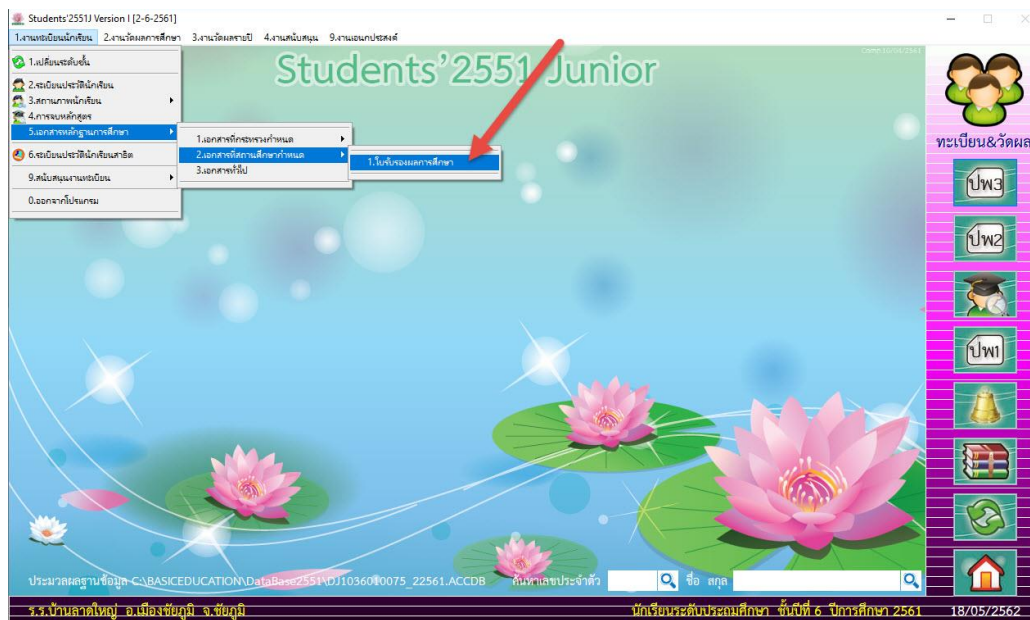 Students'2551J Version I [2-6-2561]
1.งานทะเบียนนักเรียน 2.งานวัดผลการศึกษา 3.งานวัดผลรายปี 4.งานสนับสนุน 9.งานเอนกประสงค์
Students'2551 Junior
1.เปลี่ยนระดับชั้น
2.ระเบียนประวัตินักเรียน
3.สถานภาพนักเรียน
4.การจบหลักสูตร
5.เอกสารหลักฐานการศึกษา
6.ระเบียนประวัตินักเรียนสาธิต
9.สนับสนุนงานทะเบียน
0.ออกจากโปรแกรม
1.เอกสารที่กระทรวงกำหนด
2.เอกสารที่สถานศึกษากำหนด
3.เอกสารทั่วไป
1.ใบรับรองผลการศึกษา
ทะเบียน&วัดผล
ปพ3
ปพ2
ปพ1
ประมวลผลฐานข้อมูล C:\BASICEDUCATION\DataBase2551\DJ1036010075_22561.ACCDB ค้นหาเลขประจำตัว ชื่อ สกุล
ร.ร.บ้านลาดใหญ่ อ.เมืองชัยภูมิ จ.ชัยภูมิ นักเรียนระดับประถมศึกษา ชั้นปีที่ 6 ปีการศึกษา 2561 18/05/2562